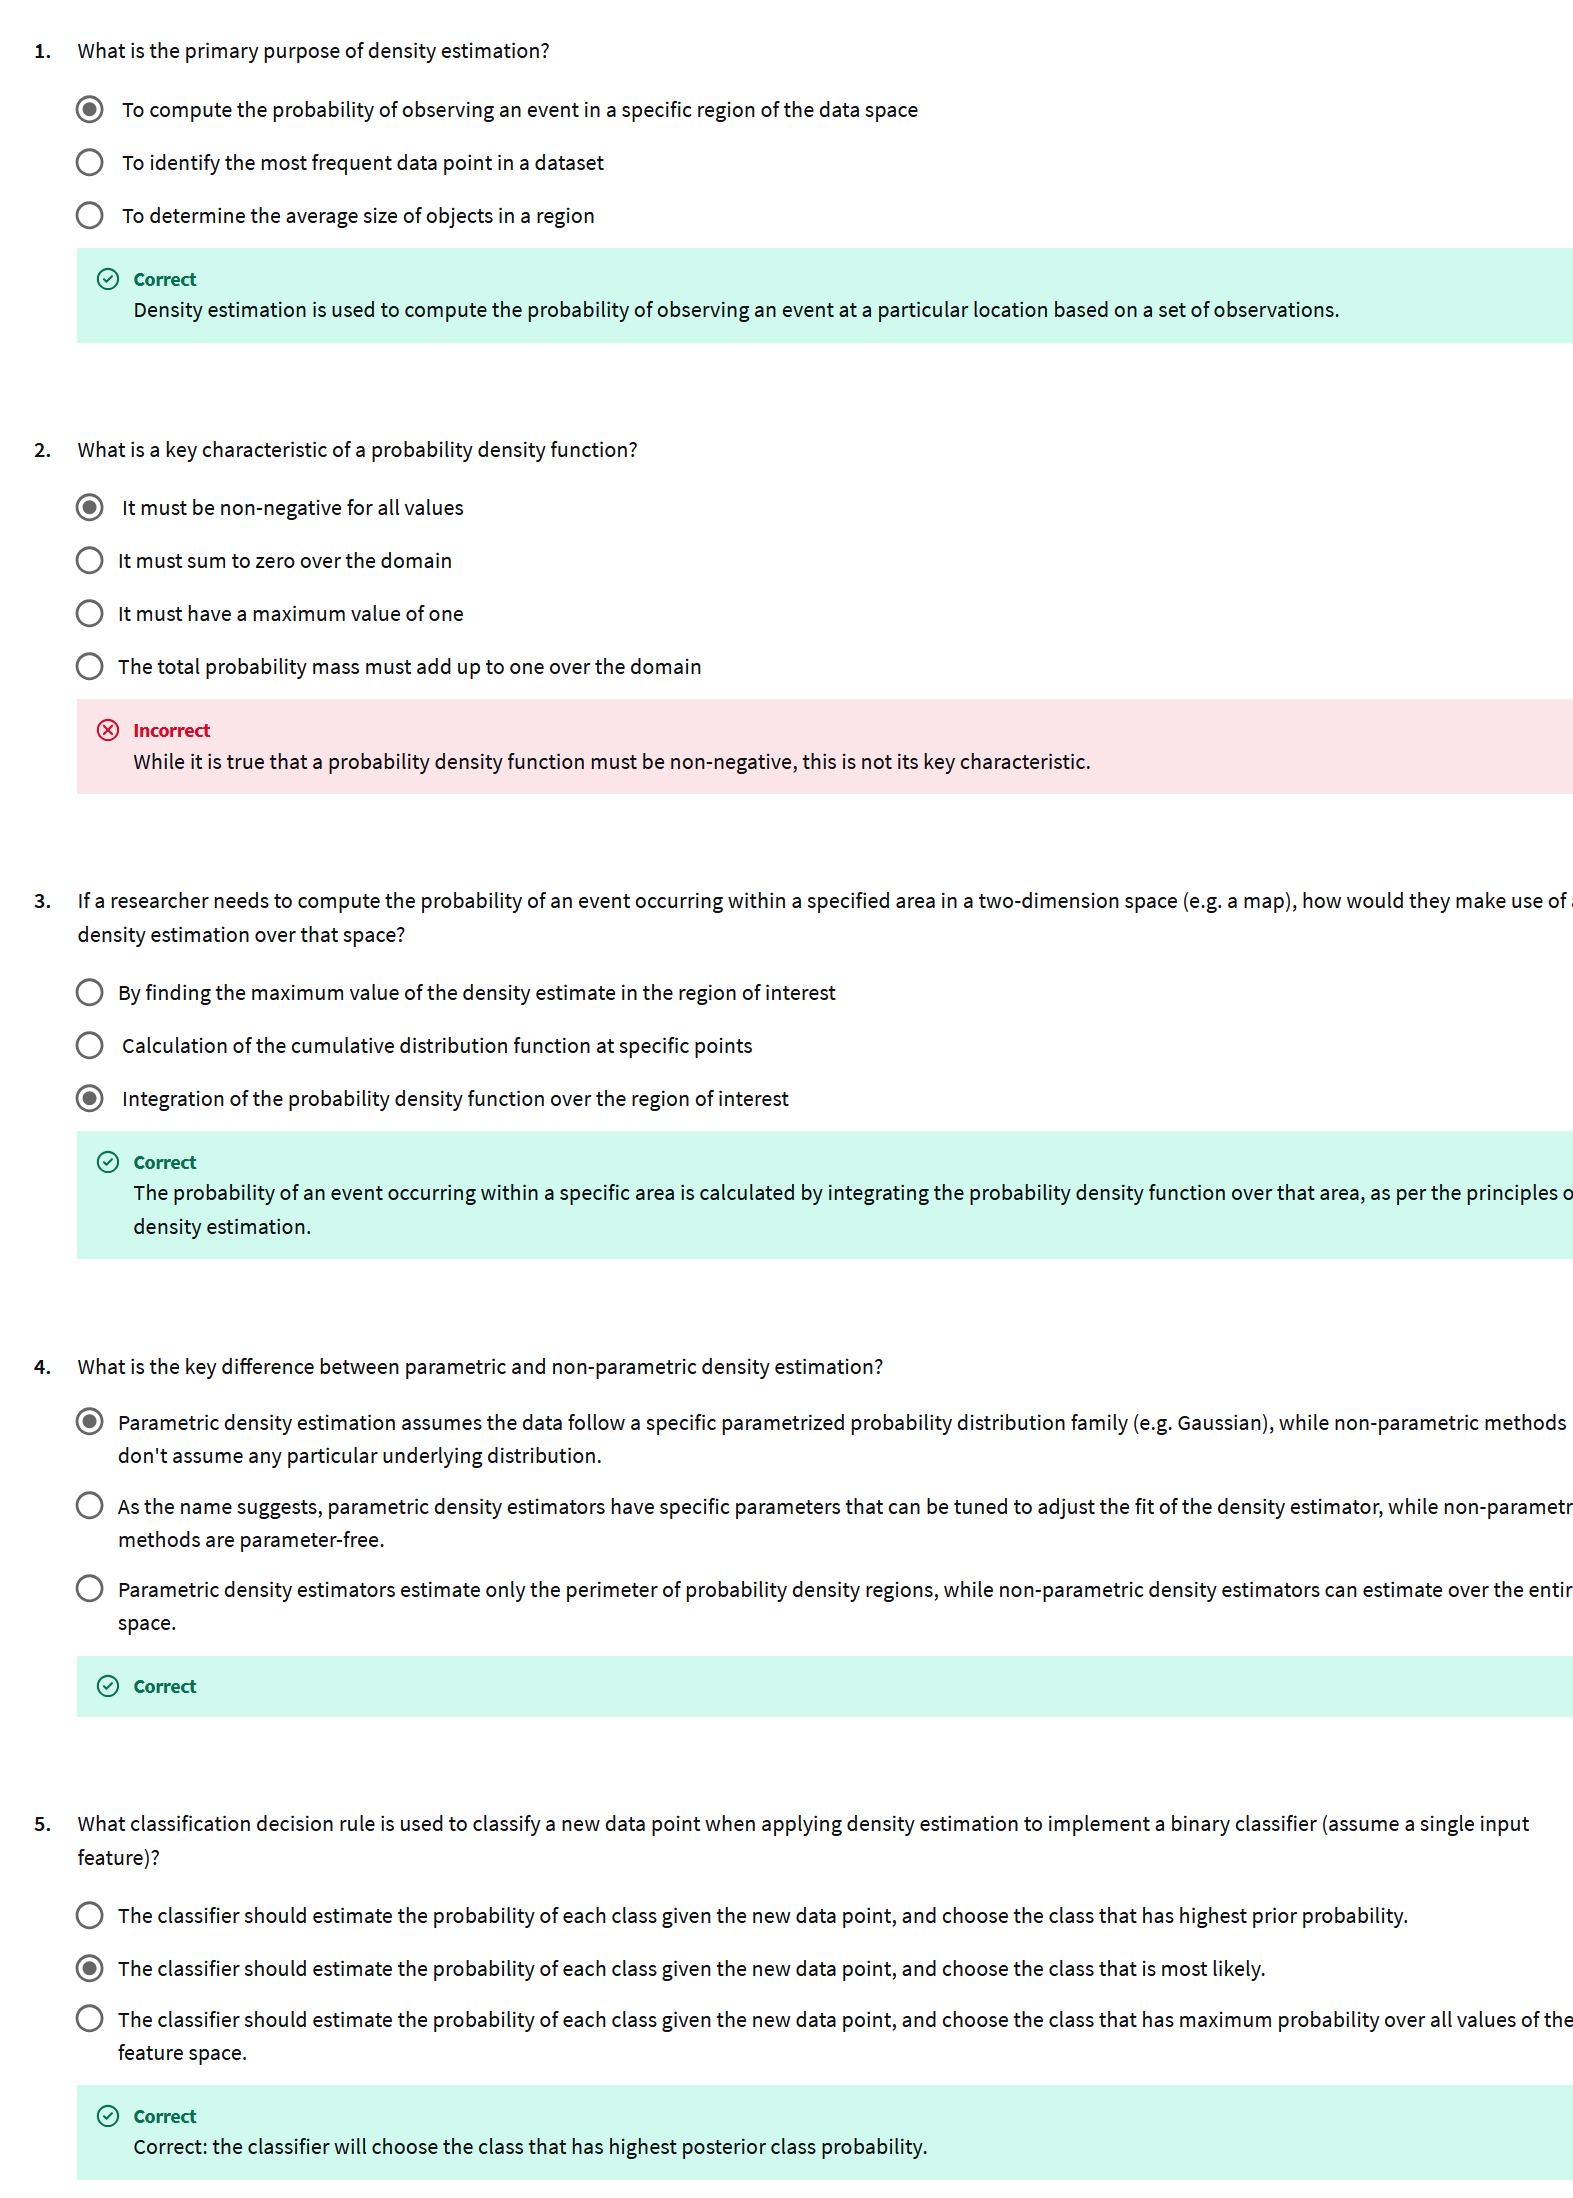 1. What is the primary purpose of density estimation?
To compute the probability of observing an event in a specific region of the data space
To identify the most frequent data point in a dataset
To determine the average size of objects in a region
Correct
Density estimation is used to compute the probability of observing an event at a particular location based on a set of observations.
2. What is a key characteristic of a probability density function?
It must be non-negative for all values
It must sum to zero over the domain
It must have a maximum value of one
The total probability mass must add up to one over the domain
Incorrect
While it is true that a probability density function must be non-negative, this is not its key characteristic.
3. If a researcher needs to compute the probability of an event occurring within a specified area in a two-dimension space (e.g. a map), how would they make use of
density estimation over that space?
By finding the maximum value of the density estimate in the region of interest
Calculation of the cumulative distribution function at specific points
Integration of the probability density function over the region of interest
Correct
The probability of an event occurring within a specific area is calculated by integrating the probability density function over that area, as per the principles o
density estimation.
4. What is the key difference between parametric and non-parametric density estimation?
Parametric density estimation assumes the data follow a specific parametrized probability distribution family (e.g. Gaussian), while non-parametric methods
don't assume any particular underlying distribution.
As the name suggests, parametric density estimators have specific parameters that can be tuned to adjust the fit of the density estimator, while non-parametr
methods are parameter-free.
Parametric density estimators estimate only the perimeter of probability density regions, while non-parametric density estimators can estimate over the entir
space.
Correct
5. What classification decision rule is used to classify a new data point when applying density estimation to implement a binary classifier (assume a single input
feature)?
The classifier should estimate the probability of each class given the new data point, and choose the class that has highest prior probability.
The classifier should estimate the probability of each class given the new data point, and choose the class that is most likely.
The classifier should estimate the probability of each class given the new data point, and choose the class that has maximum probability over all values of the
feature space.
Correct
Correct: the classifier will choose the class that has highest posterior class probability.